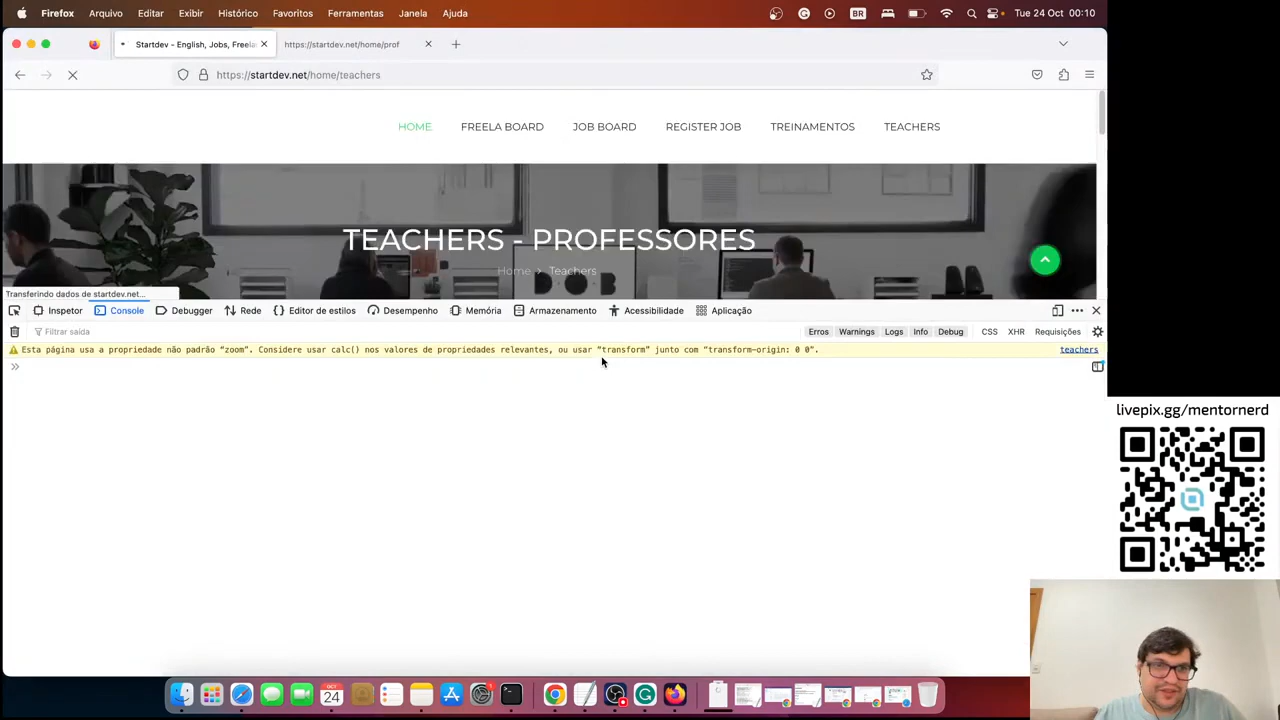 Firefox Arquivo Editar Exibir Histórico Favoritos Ferramentas Janela Ajuda BR Tue 24 Oct 00:10
Startdev - English, Jobs, Freela https://startdev.net/home/prof
https://startdev.net/home/teachers
HOME FREELA BOARD JOB BOARD REGISTER JOB TREINAMENTOS TEACHERS
TEACHERS - PROFESSORES
Home > Teachers
Transferindo dados de startdev.net...
Inspetor Console Debugger Rede Editor de estilos Desempenho Memória Armazenamento Acessibilidade Aplicação
Filtrar saída Erros Warnings Logs Info Debug CSS XHR Requisições
Esta página usa a propriedade não padrão “zoom”. Considere usar calc() nos valores de propriedades relevantes, ou usar “transform” junto com “transform-origin: 0 0”. teachers
livepix.gg/mentornerd
OCT
24